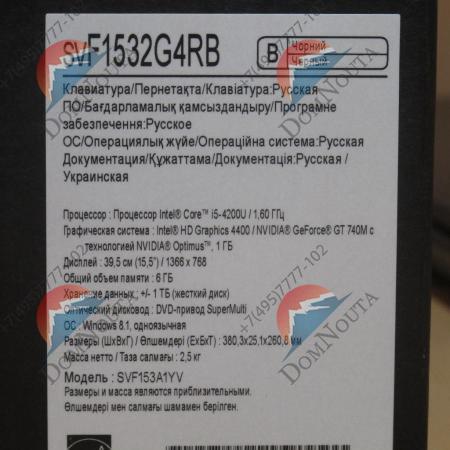 SVF1532G4RB
B
Чорний
Черный
Клавиатура/Пернетақта/Клавіатура:Русская
ПО/Бағдарламалық қамсыздандыру/Програмне
забезпечення:Русское
ОС/Операциялық жүйе/Операційна система:Русская
Документация/Құжаттама/Документація:Русская /
Украинская
Процессор : Процессор Intel® Core™ i5-4200U / 1,60 ГГц
Графическая система : Intel® HD Graphics 4400 / NVIDIA® GeForce® GT 740M с
технологией NVIDIA® Optimus™, 1 ГБ
Дисплей : 39,5 см (15,5") / 1366 x 768
Общий объем памяти : 6 ГБ
Хранение данных : +/- 1 ТБ (жесткий диск)
Оптический дисковод : DVD-привод SuperMulti
ОС : Windows 8.1, одноязычная
Размеры (ШxВxГ) / Өлшемдері (ЕxБxТ) : 380,3x25,1x260,8 мм
Масса нетто / Таза салмағы : 2,5 кг
Модель : SVF153A1YV
Размеры и масса являются приблизительными.
Өлшемдері мен салмағы шамамен берілген.
+7(495)7777-102
DomNouta